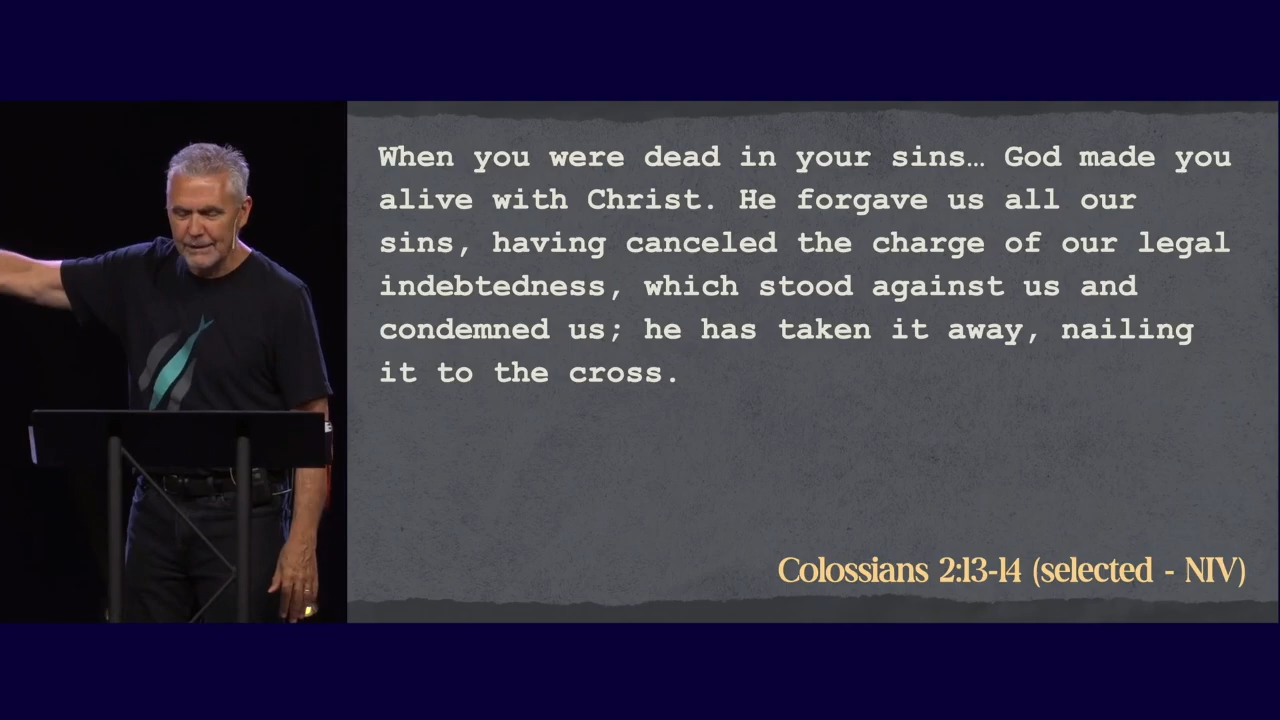 When you were dead in your sins… God made you
alive with Christ. He forgave us all our
sins, having canceled the charge of our legal
indebtedness, which stood against us and
condemned us; he has taken it away, nailing
it to the cross.
Colossians 2:13-14 (selected - NIV)